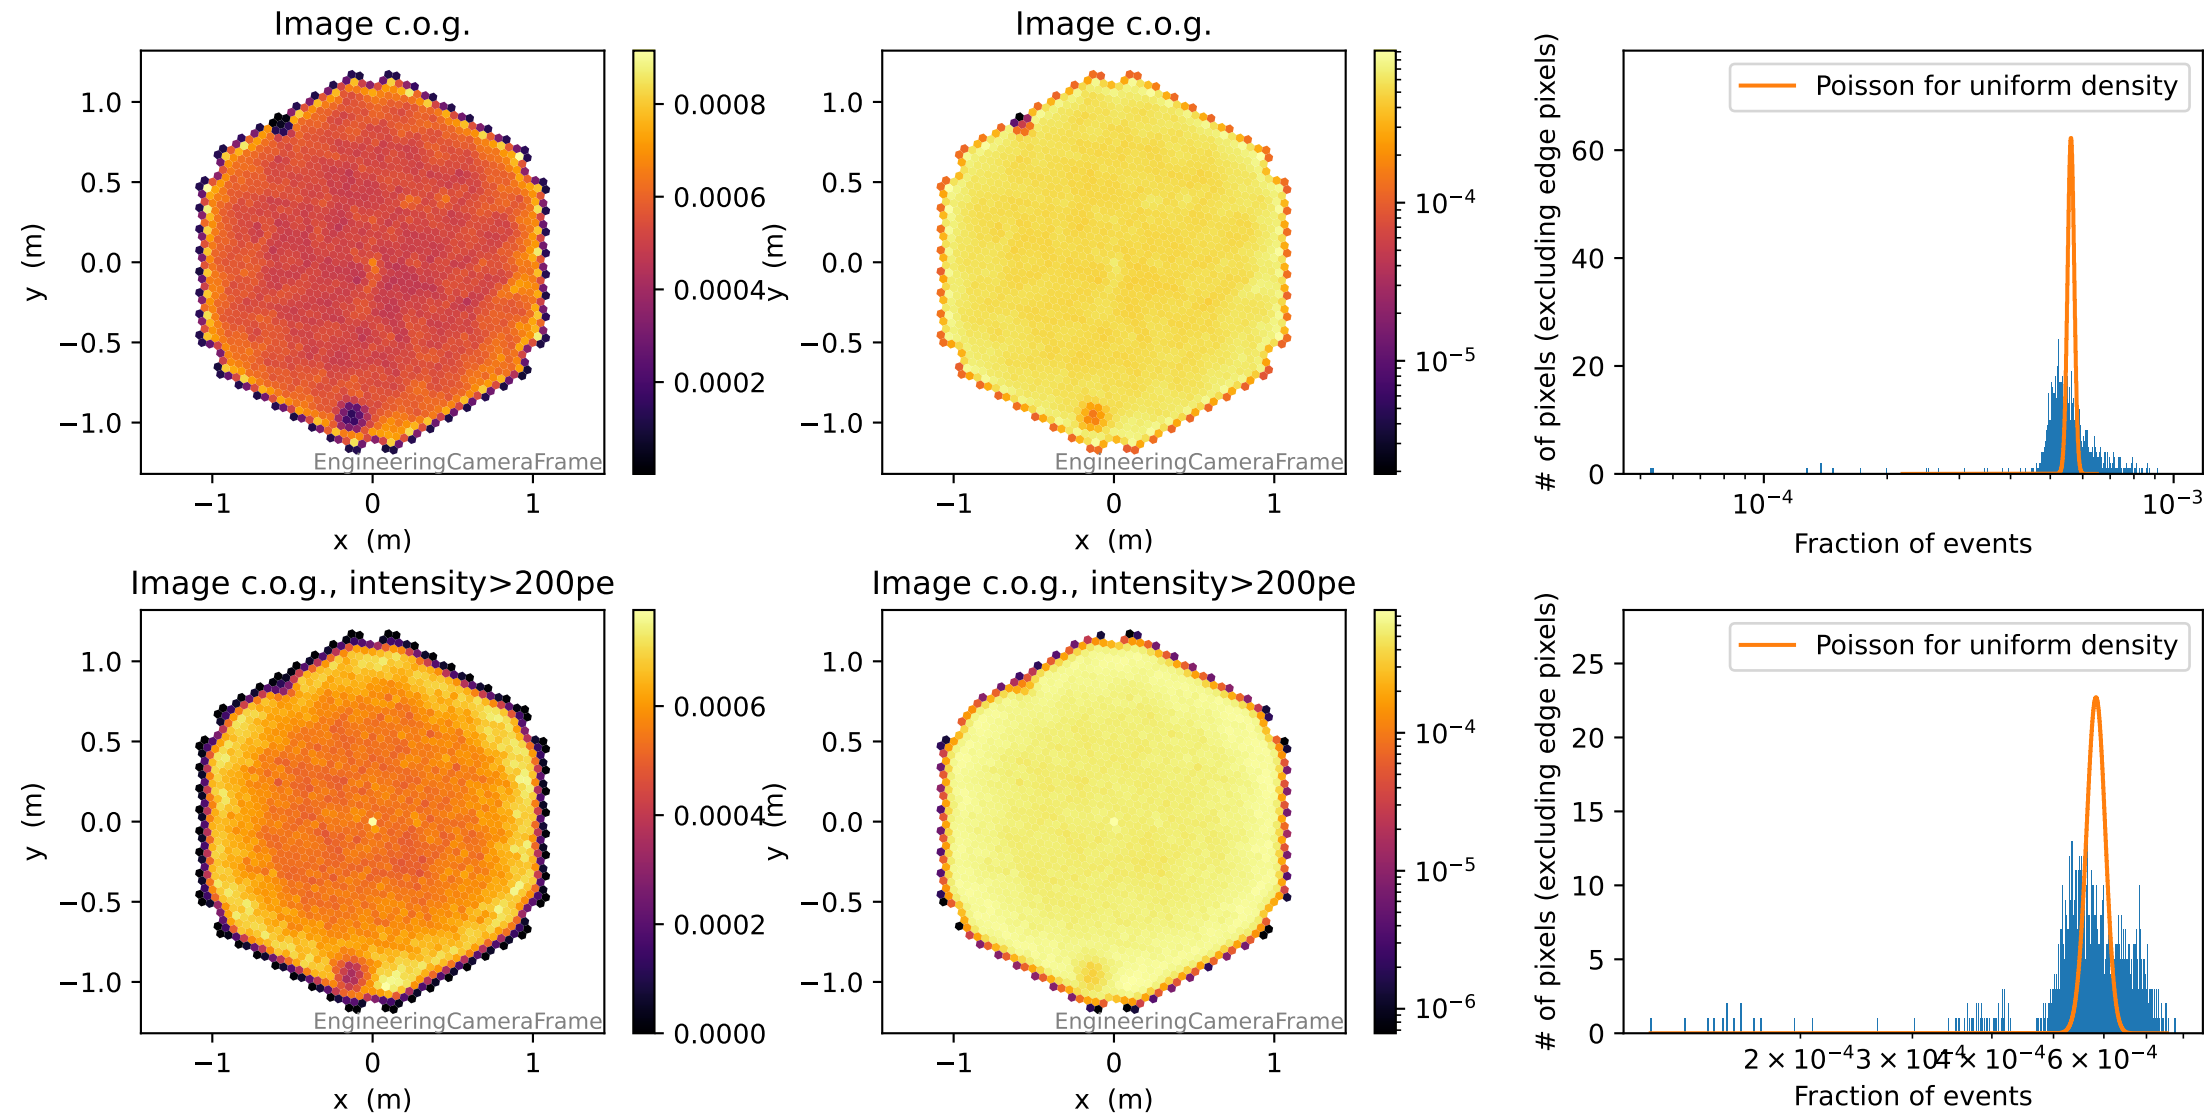 Image c.o.g.
1.0
0.5
0.0
−0.5
−1.0
y (m)
−1
0
1
x (m)
EngineeringCameraFrame
0.0008
0.0006
0.0004
0.0002
Image c.o.g.
1.0
0.5
0.0
−0.5
−1.0
y (m)
−1
0
1
x (m)
EngineeringCameraFrame
10⁻⁴
10⁻⁵
Poisson for uniform density
60
40
20
0
# of pixels (excluding edge pixels)
10⁻⁴
10⁻³
Fraction of events
Image c.o.g., intensity>200pe
1.0
0.5
0.0
−0.5
−1.0
y (m)
−1
0
1
x (m)
EngineeringCameraFrame
0.0006
0.0004
0.0002
0.0000
Image c.o.g., intensity>200pe
1.0
0.5
0.0
−0.5
−1.0
y (m)
−1
0
1
x (m)
EngineeringCameraFrame
10⁻⁴
10⁻⁵
10⁻⁶
Poisson for uniform density
25
20
15
10
5
0
# of pixels (excluding edge pixels)
2 × 10⁻⁴
3 × 10⁻⁴
4 × 10⁻⁴
6 × 10⁻⁴
Fraction of events